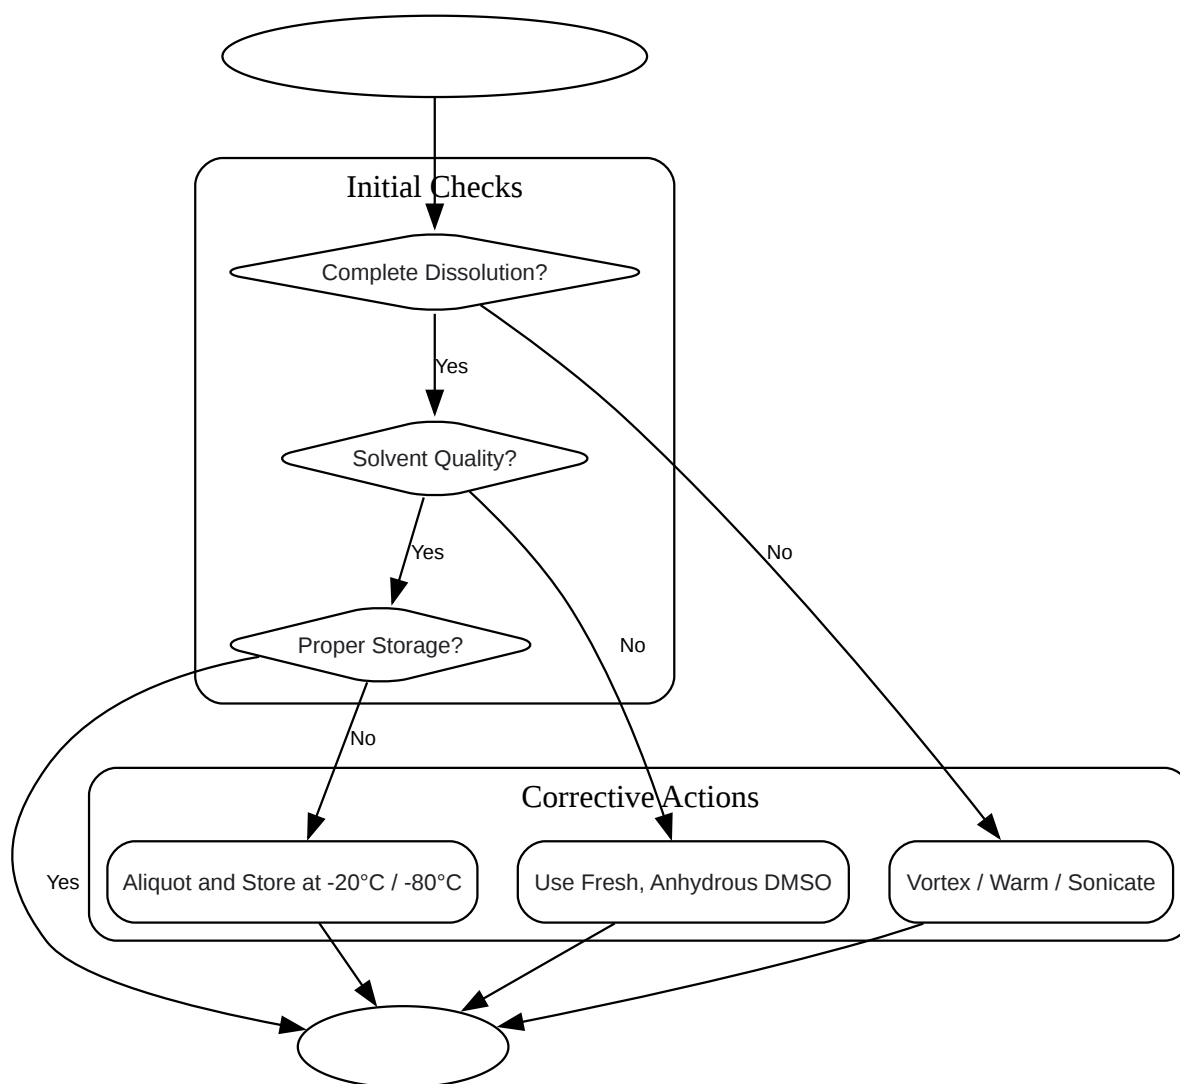 Initial Checks
Complete Dissolution?
Yes
Solvent Quality?
Yes
No
Proper Storage?
No
No
Corrective Actions
Yes
Aliquot and Store at -20°C / -80°C
Use Fresh, Anhydrous DMSO
Vortex / Warm / Sonicate